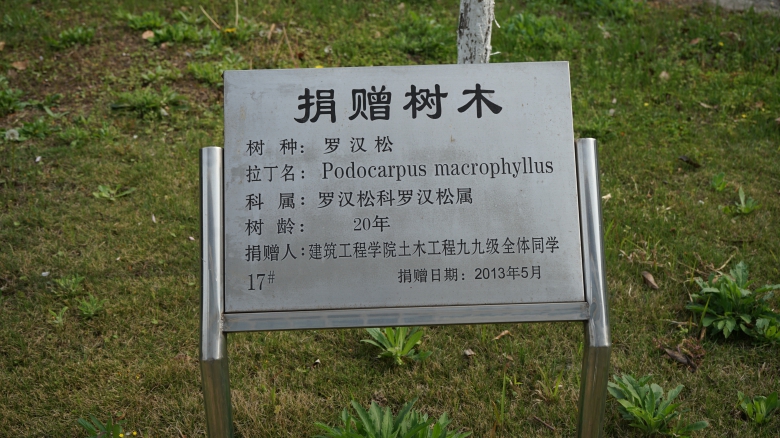 捐赠树木
树 种： 罗 汉 松
拉丁名： Podocarpus macrophyllus
科 属： 罗汉松科罗汉松属
树 龄： 20年
捐赠人：建筑工程学院土木工程九九级全体同学
17# 捐赠日期：2013年5月